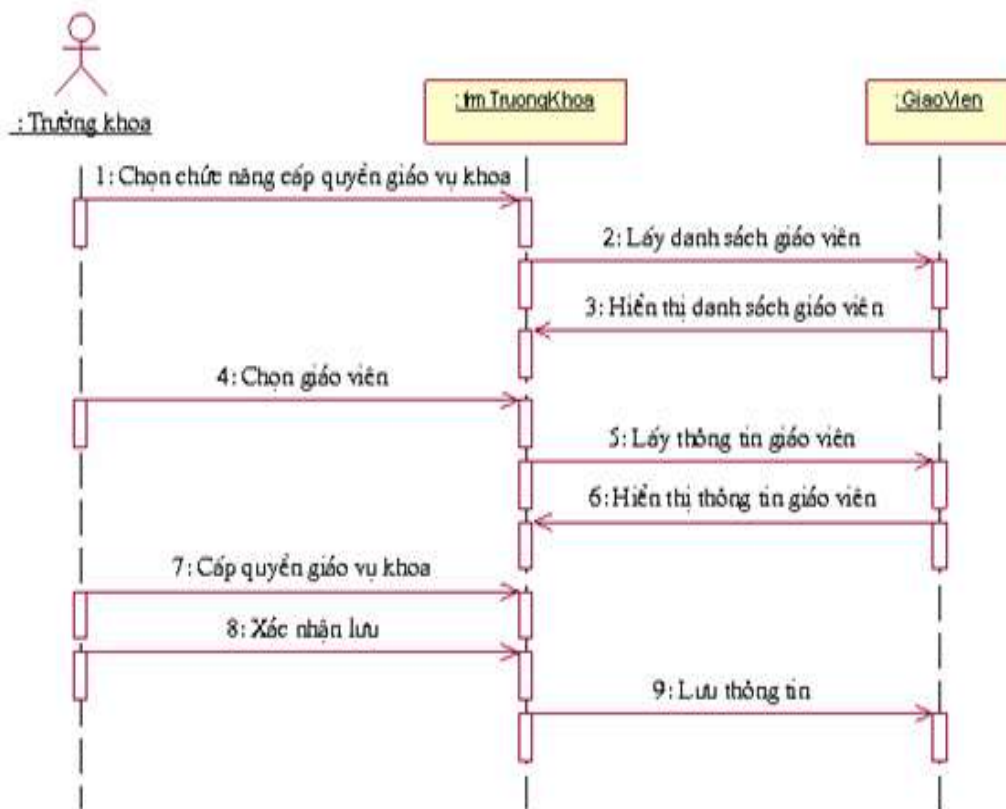 : Trưởng khoa
: frm TruongKhoa
: GiaoVien
1: Chọn chức năng cấp quyền giáo vụ khoa
2: Lấy danh sách giáo viên
3: Hiển thị danh sách giáo viên
4: Chọn giáo viên
5: Lấy thông tin giáo viên
6: Hiển thị thông tin giáo viên
7: Cấp quyền giáo vụ khoa
8: Xác nhận lưu
9: Lưu thông tin